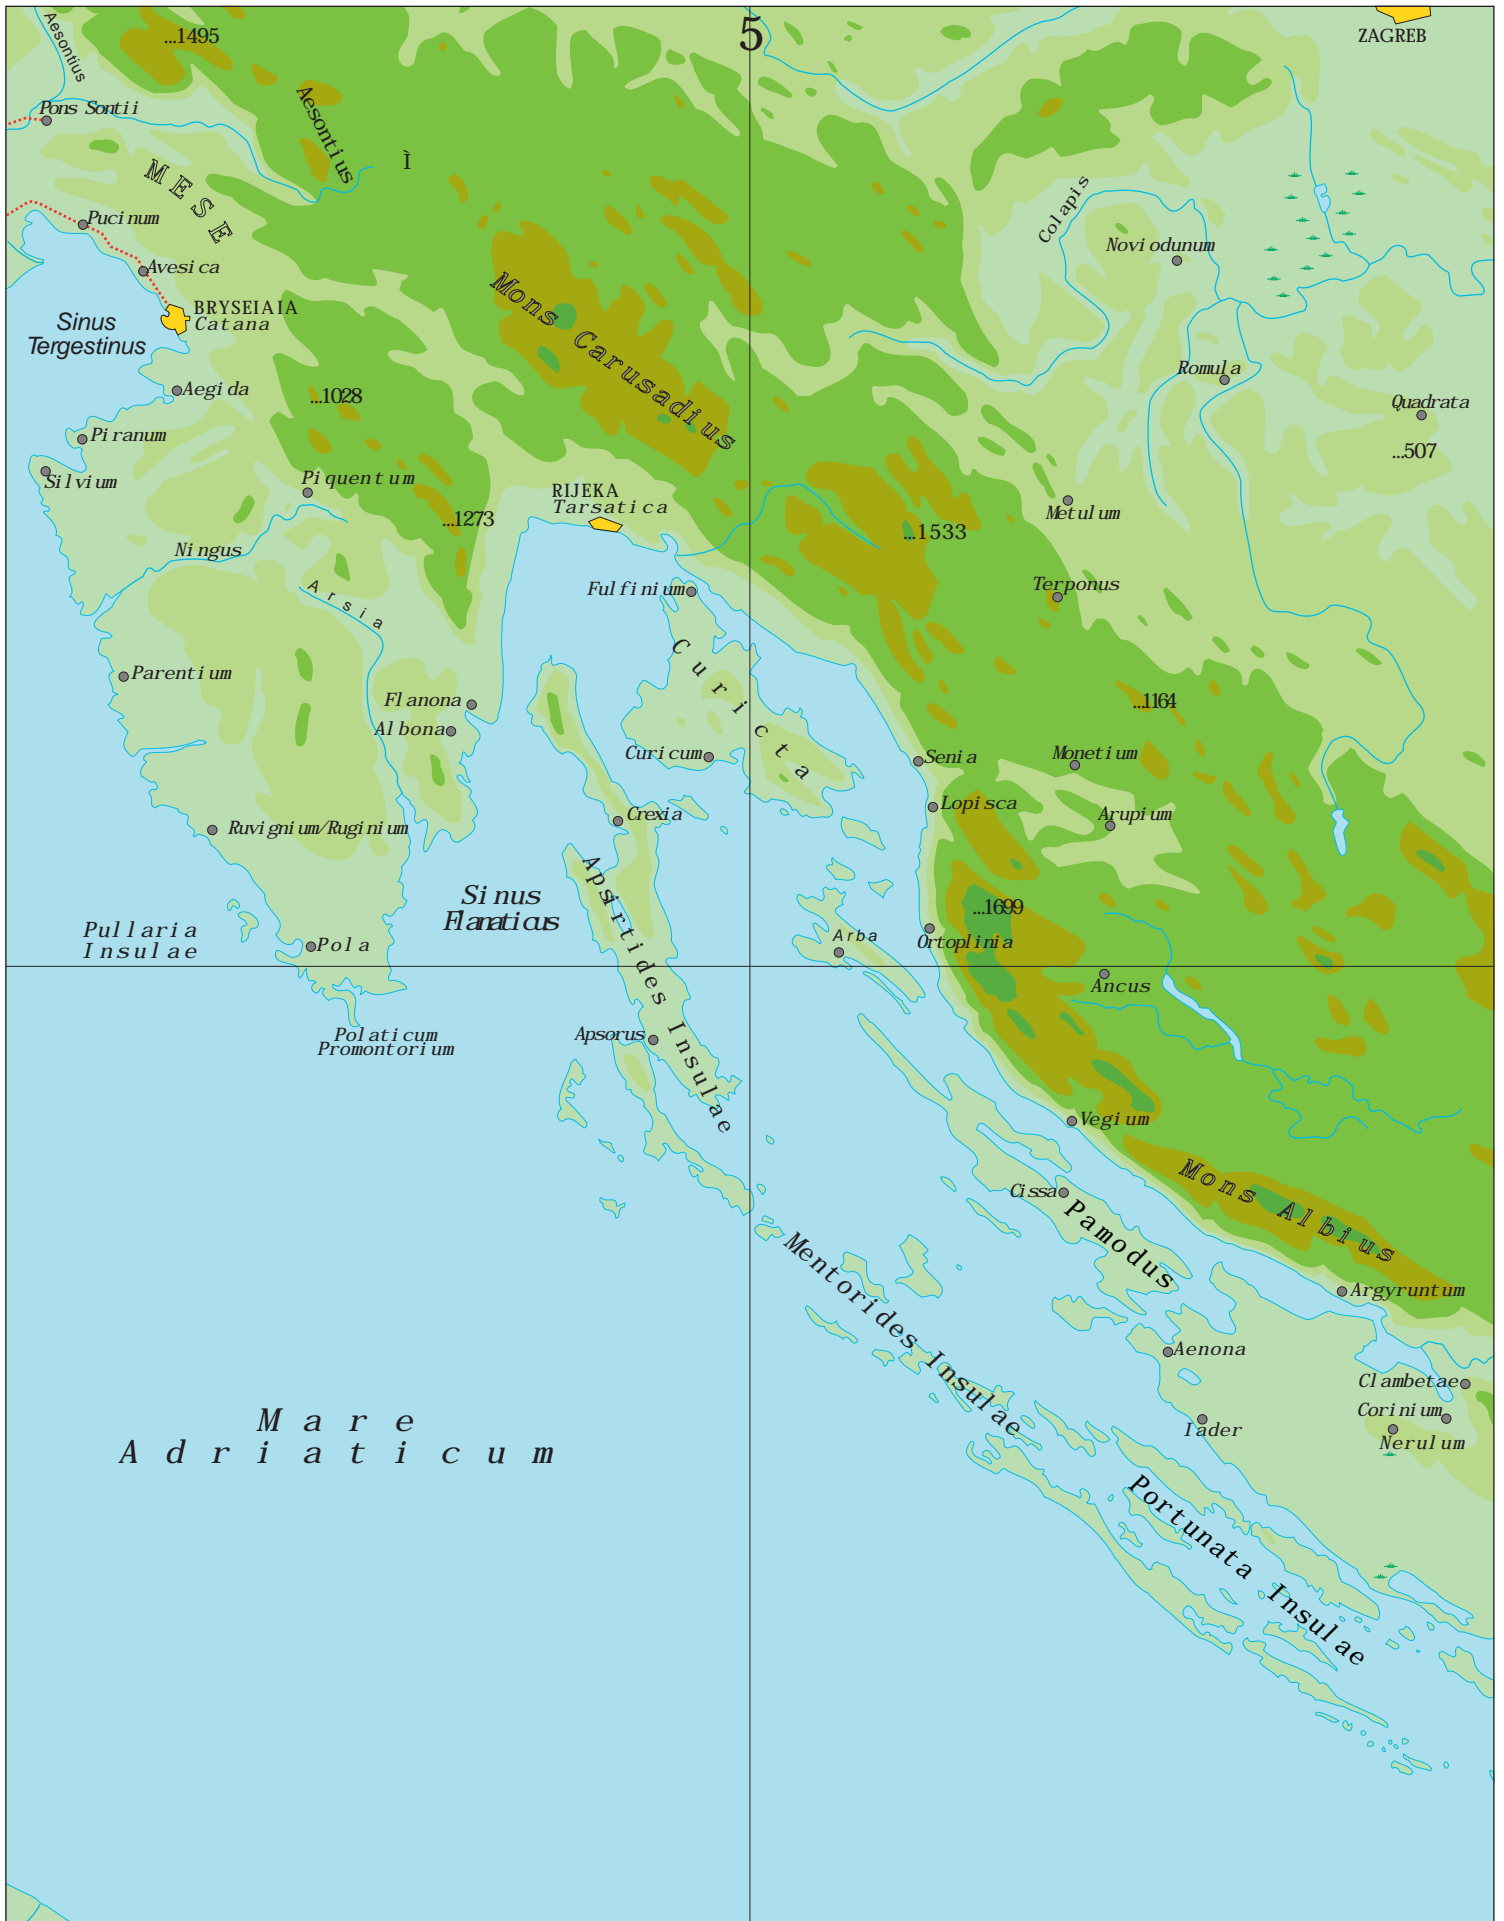 5
ZAGREB
Aesontius
...1495
Pons Sontii
Aesontius
Ì
MESE
Colapis
Pucinum
Noviodunum
Avesica
Mons Carusadius
BRYSEIAIA
Catana
Sinus
Tergestinus
Romula
Aegida
...1028
Quadrata
Piranum
...507
Silvium
Piquentum
RIJEKA
Tarsatica
Metulum
...1273
...1533
Ningus
Arsia
Fulfinium
Terponus
Curicta
Parentium
Flanona
...1164
Albona
Curicum
Senia
Monetium
Lopisca
Crexia
Arupium
Ruvignium/Ruginium
Apsirtides Insulae
Sinus
Flanaticus
...1699
Pullaria
Insulae
Pola
Arba
Ortoplinia
Ancus
Polaticum
Promontorium
Apsorus
Vegium
Mons Albius
Cissa
Pamodus
Mentorides Insulae
Argyruntum
Aenona
Clambetae
Corinium
Iader
Nerulum
Mare
Adriaticum
Portunata Insulae